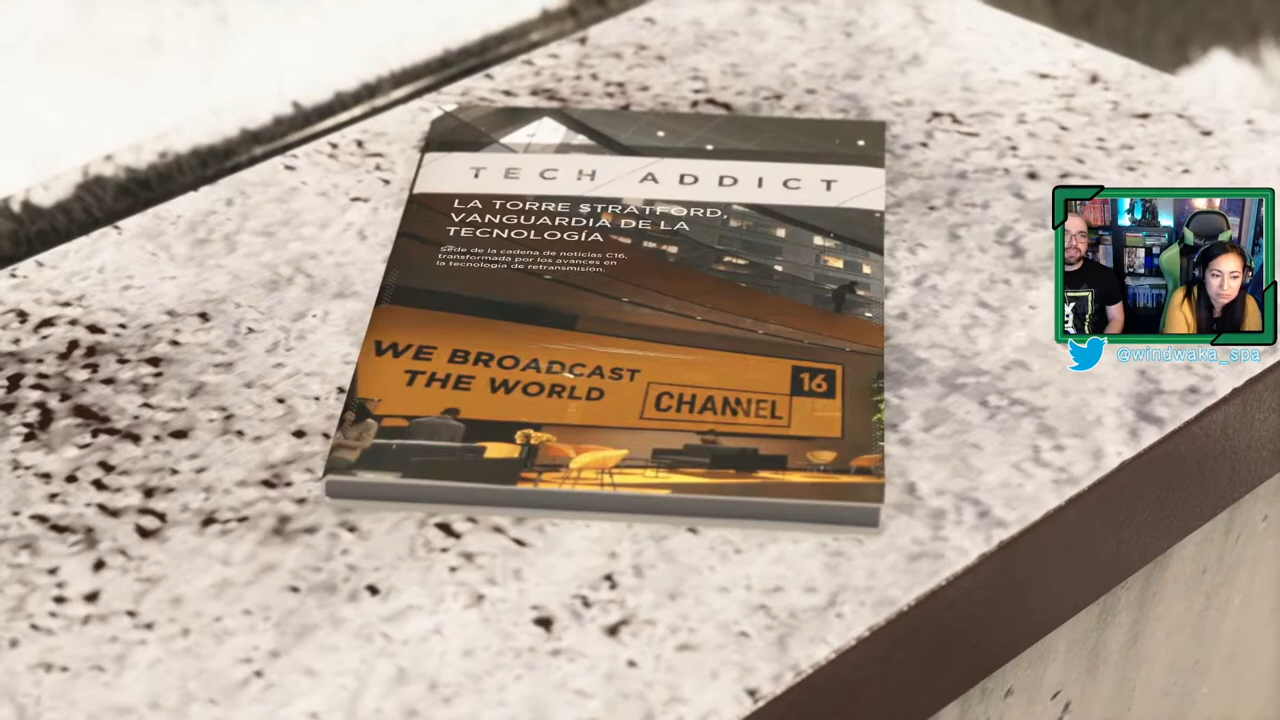 TECH ADDICT
LA TORRE STRATFORD,
VANGUARDIA DE LA
TECNOLOGÍA
Sede de la cadena de noticias C16,
transformada por los avances en
la tecnología de retransmisión.
WE BROADCAST
THE WORLD
CHANNEL
16
@windwaka_spa